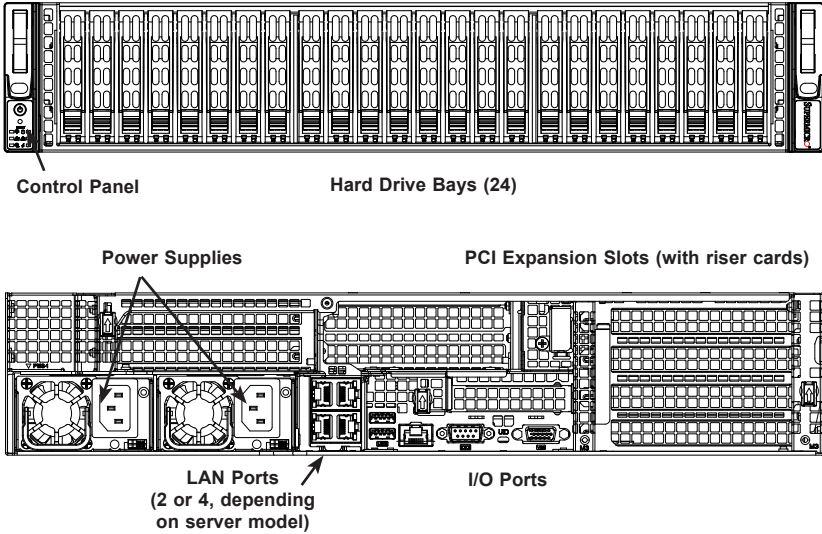 SUPERMICRO
Control Panel
Hard Drive Bays (24)
Power Supplies
PCI Expansion Slots (with riser cards)
LAN Ports
(2 or 4, depending
on server model)
I/O Ports